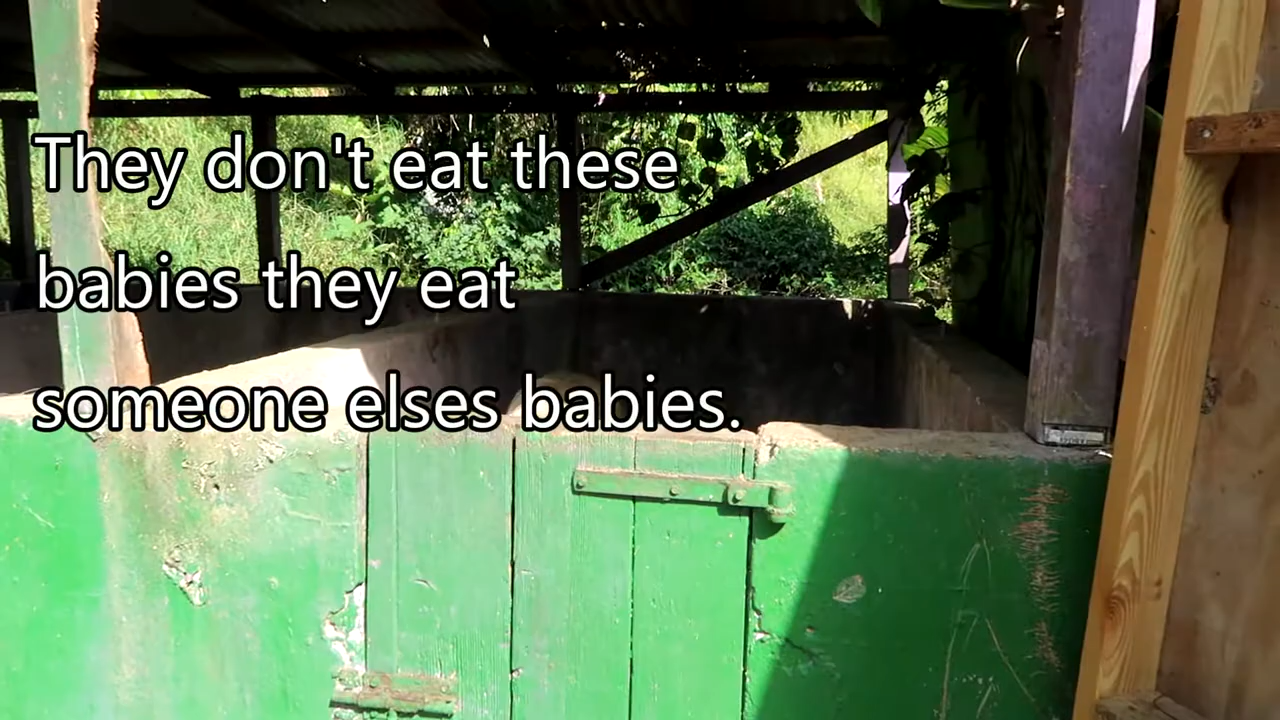 They don't eat these
babies they eat
someone elses babies.